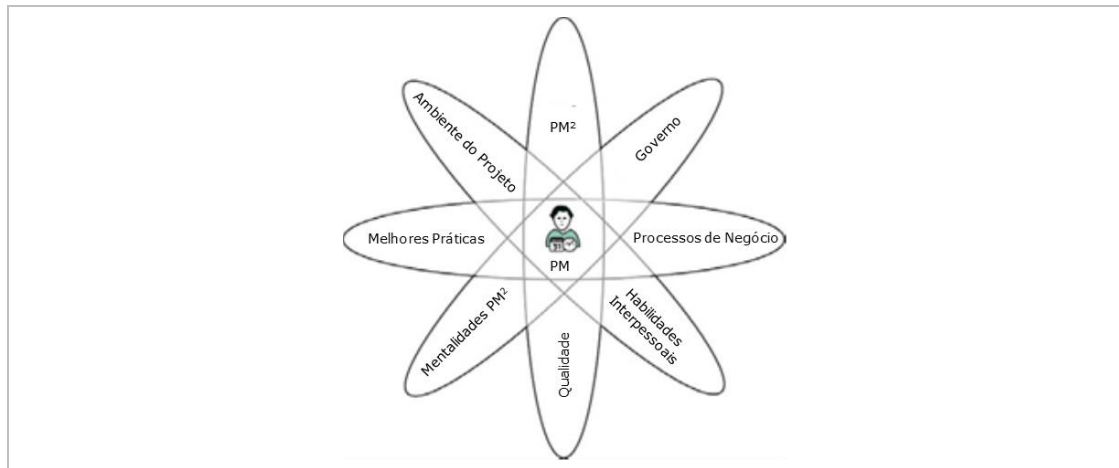 PM²
Ambiente do Projeto
Governo
Melhores Práticas
Processos de Negócio
PM
Mentalidades PM²
Habilidades
Interpessoais
Qualidade